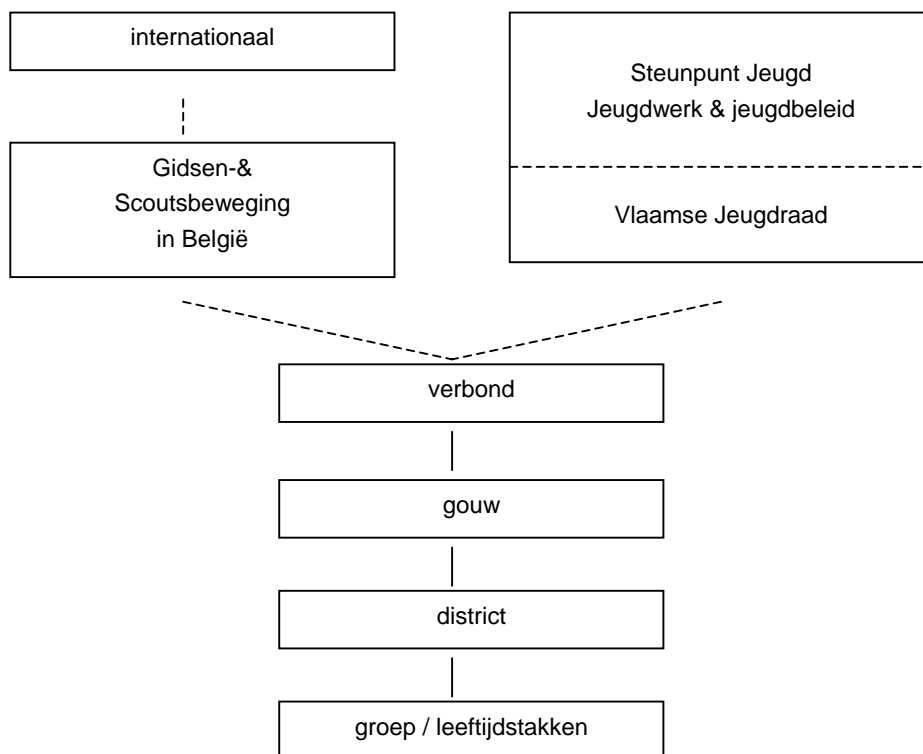 internationaal
Gidsen-&
Scoutsbeweging
in België
Steunpunt Jeugd
Jeugdwerk & jeugdbeleid
Vlaamse Jeugdraad
verbond
gouw
district
groep / leeftijdstakken